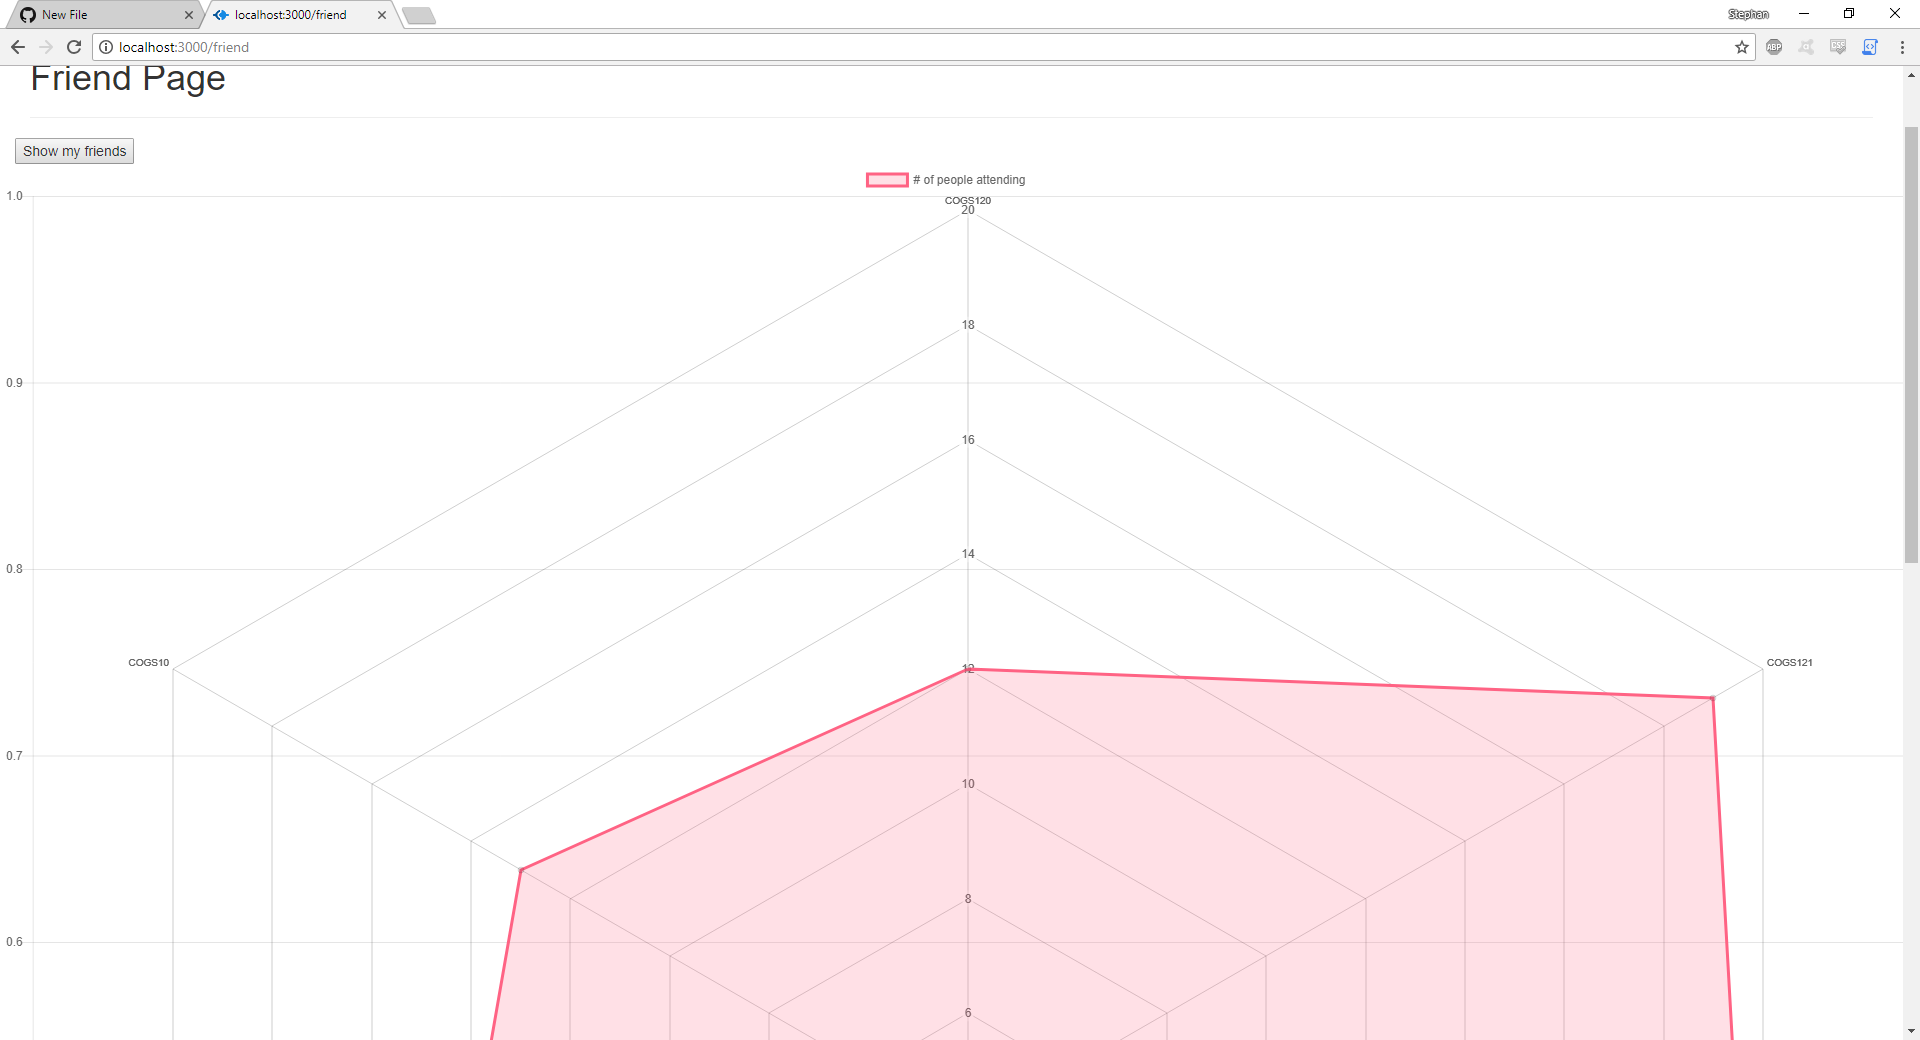 New File
localhost:3000/friend
Stephan
localhost:3000/friend
ABP
CSC
Friend Page
Show my friends
# of people attending
1.0
COGS120
20
18
0.9
16
14
0.8
COGS10
COGS121
12
0.7
10
8
0.6
6